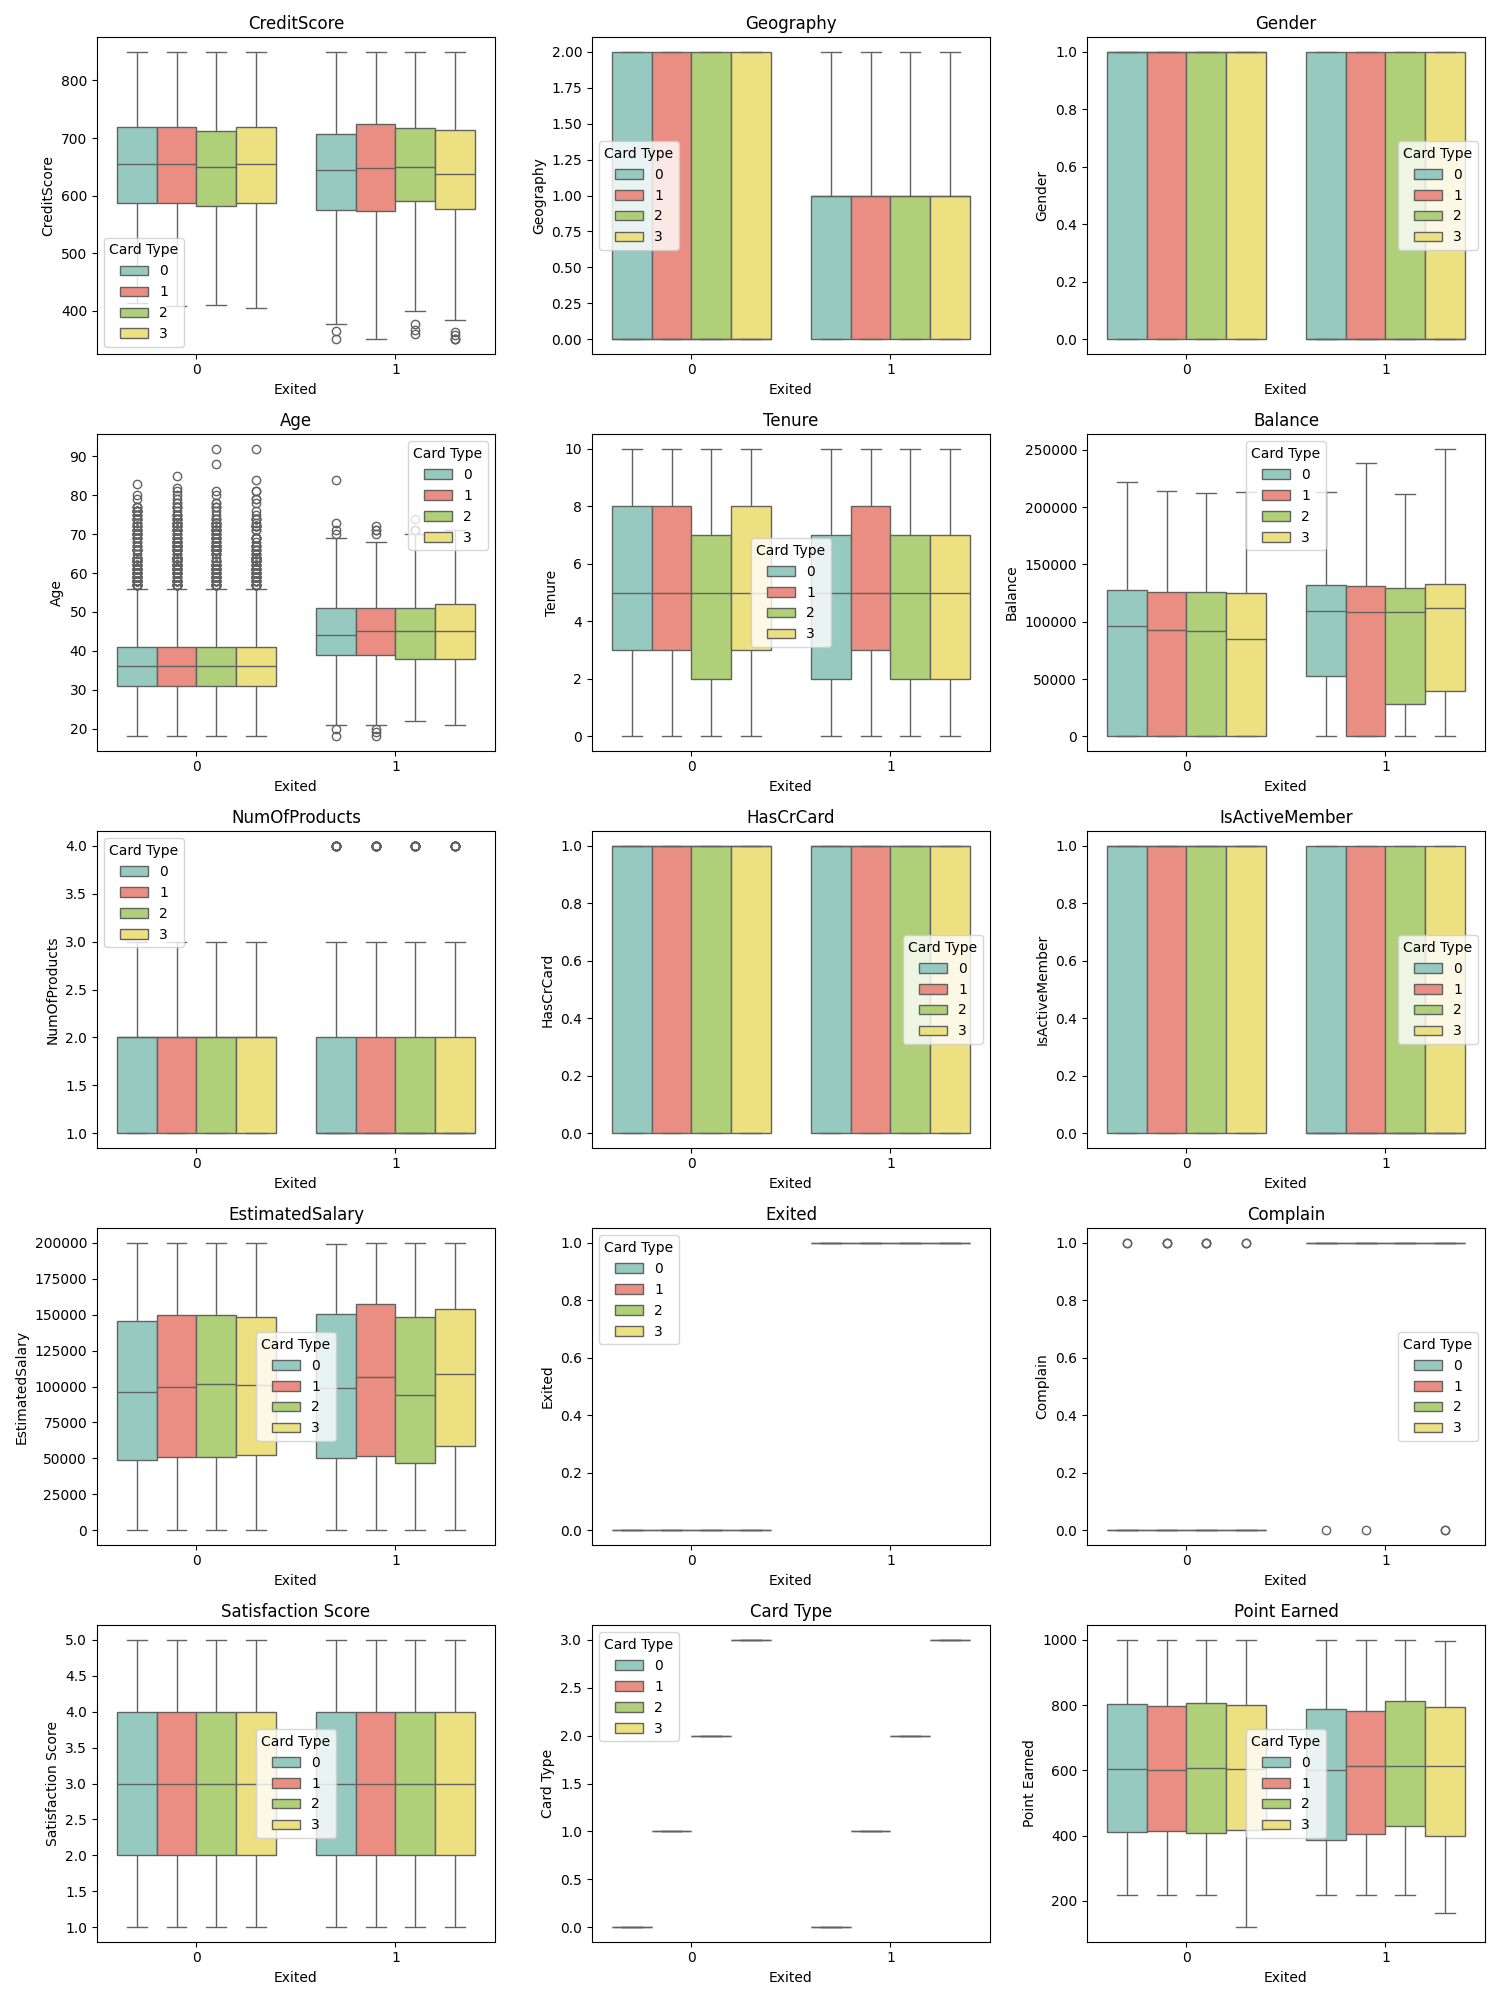 CreditScore
CreditScore
800
700
600
500
400
Card Type
0
1
2
3
0 1
Exited
Geography
Geography
2.00
1.75
1.50
1.25
1.00
0.75
0.50
0.25
0.00
Card Type
0
1
2
3
0 1
Exited
Gender
Gender
1.0
0.8
0.6
0.4
0.2
0.0
Card Type
0
1
2
3
0 1
Exited
Age
Age
90
80
70
60
50
40
30
20
Card Type
0
1
2
3
0 1
Exited
Tenure
Tenure
10
8
6
4
2
0
Card Type
0
1
2
3
0 1
Exited
Balance
Balance
250000
200000
150000
100000
50000
0
Card Type
0
1
2
3
0 1
Exited
NumOfProducts
NumOfProducts
4.0
3.5
3.0
2.5
2.0
1.5
1.0
Card Type
0
1
2
3
0 1
Exited
HasCrCard
HasCrCard
1.0
0.8
0.6
0.4
0.2
0.0
Card Type
0
1
2
3
0 1
Exited
IsActiveMember
IsActiveMember
1.0
0.8
0.6
0.4
0.2
0.0
Card Type
0
1
2
3
0 1
Exited
EstimatedSalary
EstimatedSalary
200000
175000
150000
125000
100000
75000
50000
25000
0
Card Type
0
1
2
3
0 1
Exited
Exited
Exited
1.0
0.8
0.6
0.4
0.2
0.0
Card Type
0
1
2
3
0 1
Exited
Complain
Complain
1.0
0.8
0.6
0.4
0.2
0.0
Card Type
0
1
2
3
0 1
Exited
Satisfaction Score
Satisfaction Score
5.0
4.5
4.0
3.5
3.0
2.5
2.0
1.5
1.0
Card Type
0
1
2
3
0 1
Exited
Card Type
Card Type
3.0
2.5
2.0
1.5
1.0
0.5
0.0
Card Type
0
1
2
3
0 1
Exited
Point Earned
Point Earned
1000
800
600
400
200
Card Type
0
1
2
3
0 1
Exited